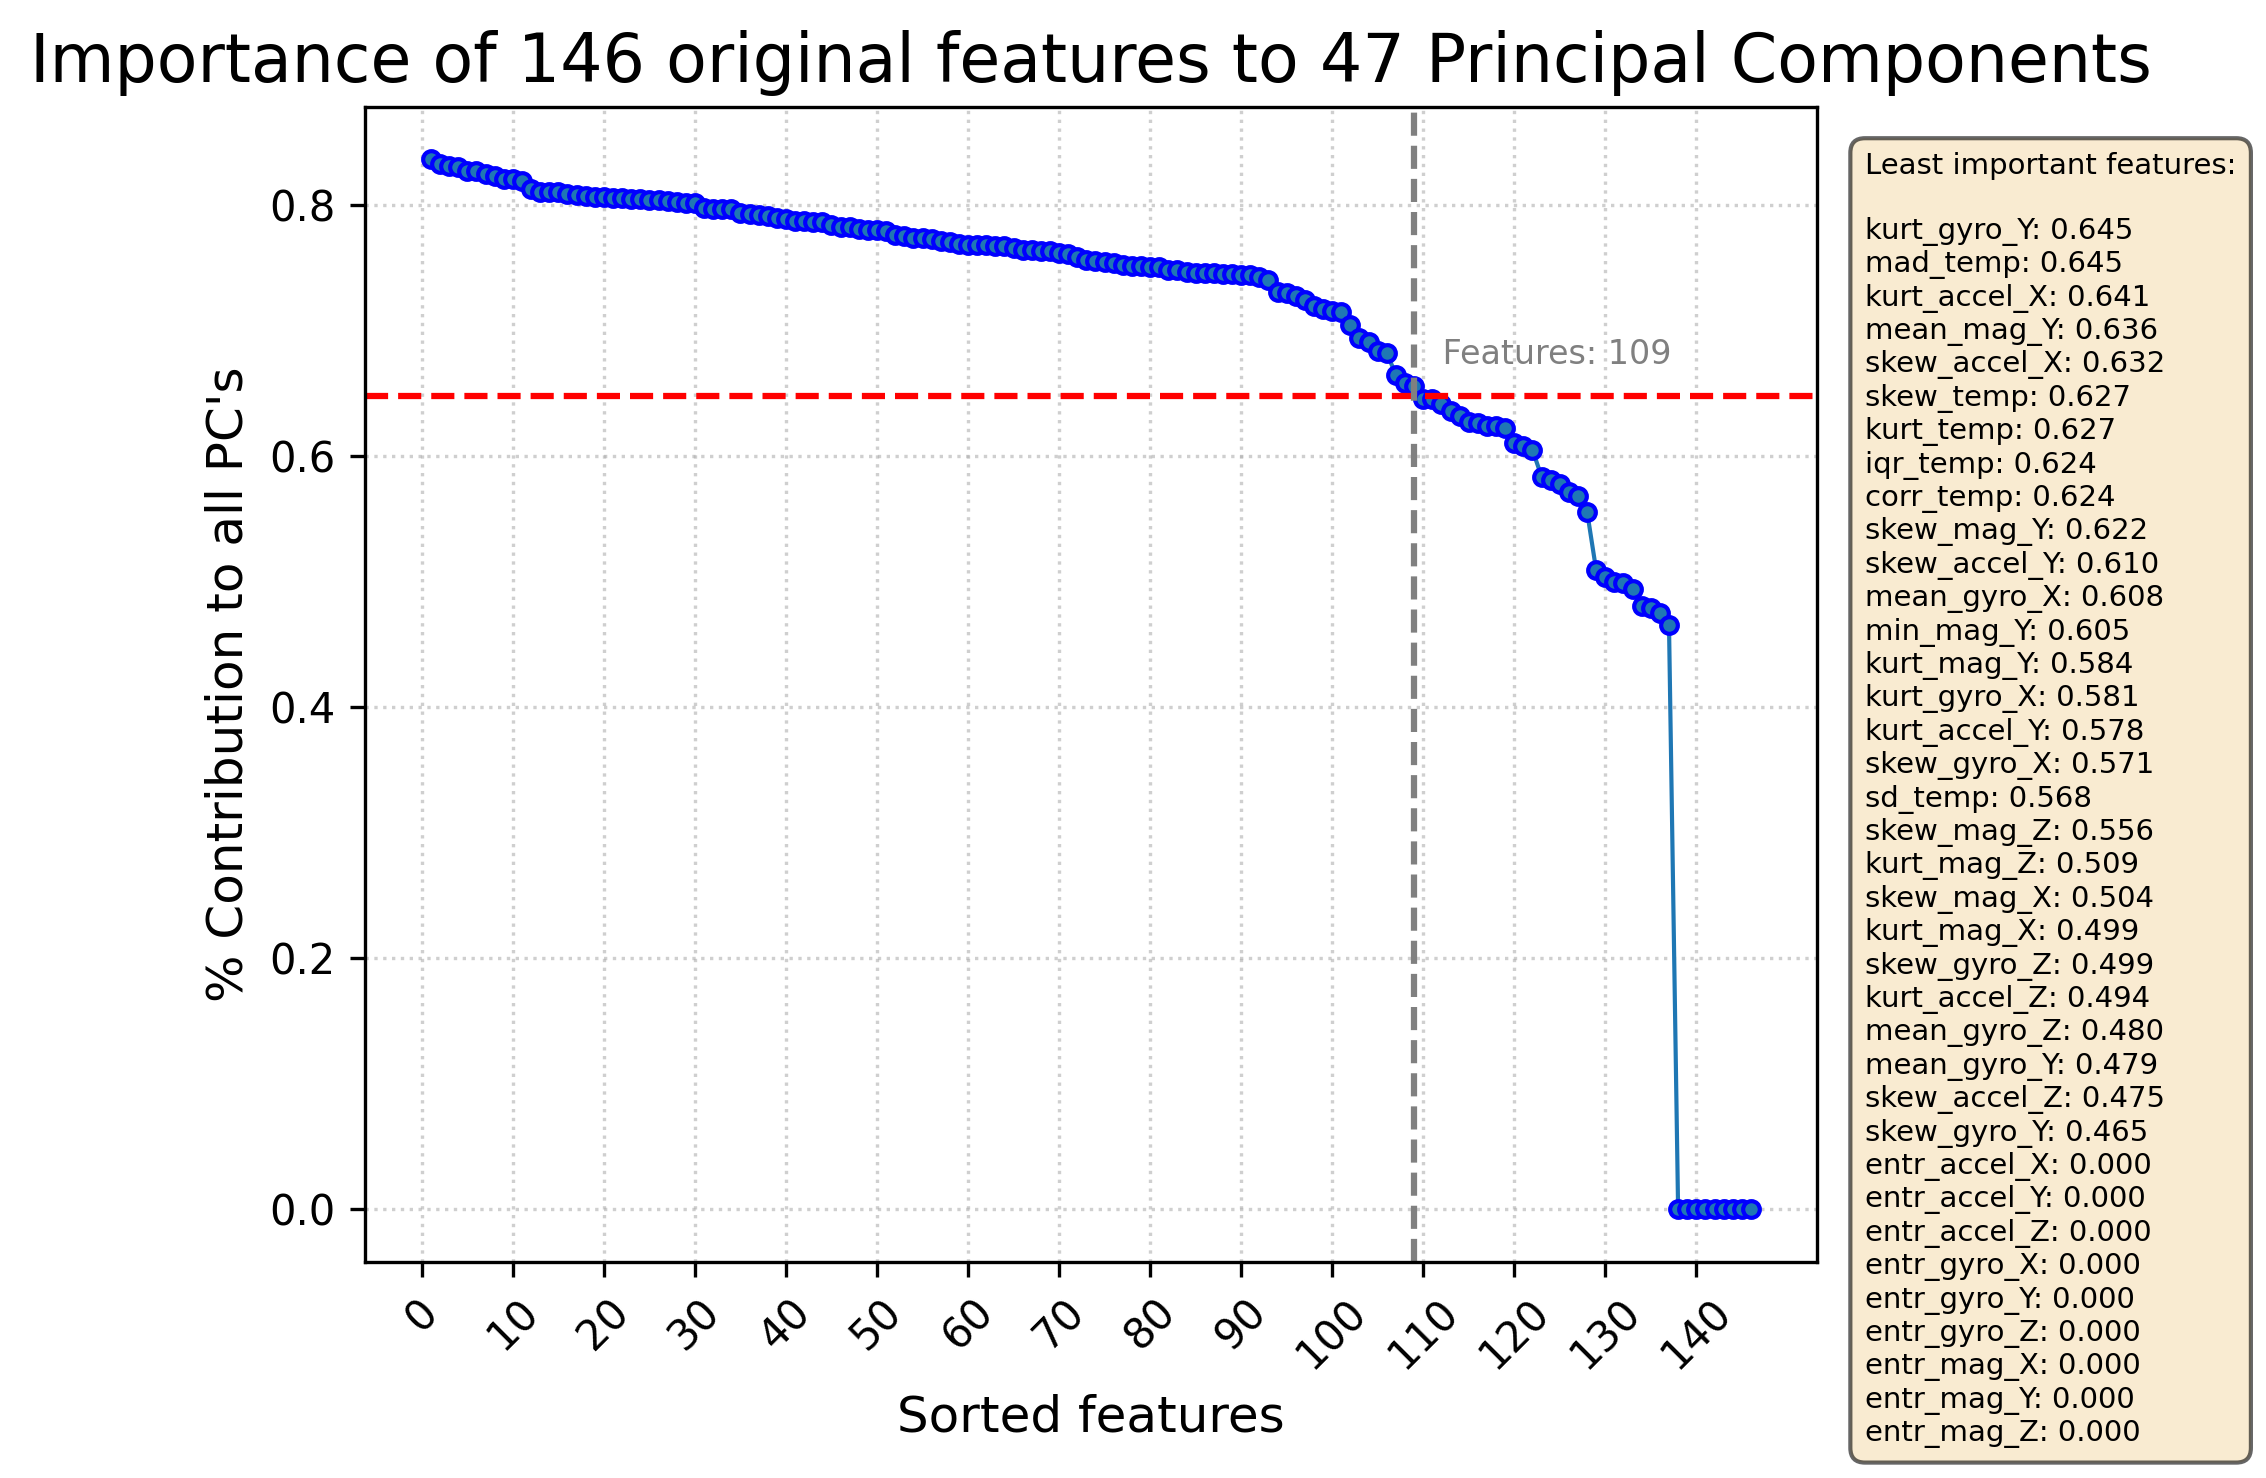 Importance of 146 original features to 47 Principal Components
% Contribution to all PC's
0.8
0.6
0.4
0.2
0.0
Features: 109
0
10
20
30
40
50
60
70
80
90
100
110
120
130
140
Sorted features
Least important features:
kurt_gyro_Y: 0.645
mad_temp: 0.645
kurt_accel_X: 0.641
mean_mag_Y: 0.636
skew_accel_X: 0.632
skew_temp: 0.627
kurt_temp: 0.627
iqr_temp: 0.624
corr_temp: 0.624
skew_mag_Y: 0.622
skew_accel_Y: 0.610
mean_gyro_X: 0.608
min_mag_Y: 0.605
kurt_mag_Y: 0.584
kurt_gyro_X: 0.581
kurt_accel_Y: 0.578
skew_gyro_X: 0.571
sd_temp: 0.568
skew_mag_Z: 0.556
kurt_mag_Z: 0.509
skew_mag_X: 0.504
kurt_mag_X: 0.499
skew_gyro_Z: 0.499
kurt_accel_Z: 0.494
mean_gyro_Z: 0.480
mean_gyro_Y: 0.479
skew_accel_Z: 0.475
skew_gyro_Y: 0.465
entr_accel_X: 0.000
entr_accel_Y: 0.000
entr_accel_Z: 0.000
entr_gyro_X: 0.000
entr_gyro_Y: 0.000
entr_gyro_Z: 0.000
entr_mag_X: 0.000
entr_mag_Y: 0.000
entr_mag_Z: 0.000